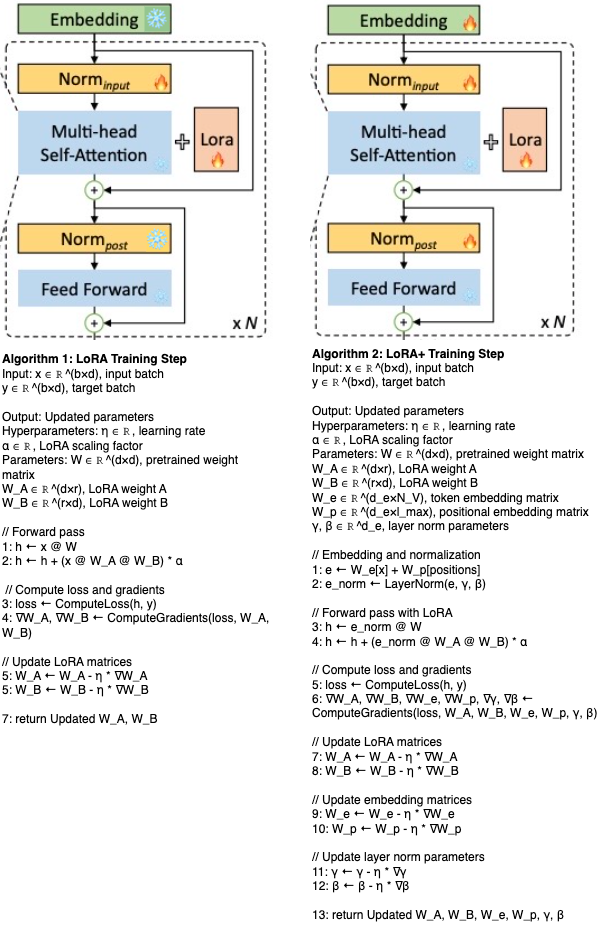 Embedding
Norm input
Multi-head
Self-Attention
+
Lora
+
Norm post
Feed Forward
+
x N
Embedding
Norm input
Multi-head
Self-Attention
+
Lora
+
Norm post
Feed Forward
+
x N
Algorithm 1: LoRA Training Step
Input: x ∈ ℝ ^(b×d), input batch
y ∈ ℝ ^(b×d), target batch
Output: Updated parameters
Hyperparameters: η ∈ ℝ , learning rate
α ∈ ℝ , LoRA scaling factor
Parameters: W ∈ ℝ ^(d×d), pretrained weight
matrix
W_A ∈ ℝ ^(d×r), LoRA weight A
W_B ∈ ℝ ^(r×d), LoRA weight B
// Forward pass
1: h ← x @ W
2: h ← h + (x @ W_A @ W_B) * α
// Compute loss and gradients
3: loss ← ComputeLoss(h, y)
4: ∇W_A, ∇W_B ← ComputeGradients(loss, W_A,
W_B)
// Update LoRA matrices
5: W_A ← W_A - η * ∇W_A
5: W_B ← W_B - η * ∇W_B
7: return Updated W_A, W_B
Algorithm 2: LoRA+ Training Step
Input: x ∈ ℝ ^(b×d), input batch
y ∈ ℝ ^(b×d), target batch
Output: Updated parameters
Hyperparameters: η ∈ ℝ , learning rate
α ∈ ℝ , LoRA scaling factor
Parameters: W ∈ ℝ ^(d×d), pretrained weight matrix
W_A ∈ ℝ ^(d×r), LoRA weight A
W_B ∈ ℝ ^(r×d), LoRA weight B
W_e ∈ ℝ ^(d_e×N_V), token embedding matrix
W_p ∈ ℝ ^(d_e×l_max), positional embedding matrix
γ, β ∈ ℝ ^d_e, layer norm parameters
// Embedding and normalization
1: e ← W_e[x] + W_p[positions]
2: e_norm ← LayerNorm(e, γ, β)
// Forward pass with LoRA
3: h ← e_norm @ W
4: h ← h + (e_norm @ W_A @ W_B) * α
// Compute loss and gradients
5: loss ← ComputeLoss(h, y)
6: ∇W_A, ∇W_B, ∇W_e, ∇W_p, ∇γ, ∇β ←
ComputeGradients(loss, W_A, W_B, W_e, W_p, γ, β)
// Update LoRA matrices
7: W_A ← W_A - η * ∇W_A
8: W_B ← W_B - η * ∇W_B
// Update embedding matrices
9: W_e ← W_e - η * ∇W_e
10: W_p ← W_p - η * ∇W_p
// Update layer norm parameters
11: γ ← γ - η * ∇γ
12: β ← β - η * ∇β
13: return Updated W_A, W_B, W_e, W_p, γ, β